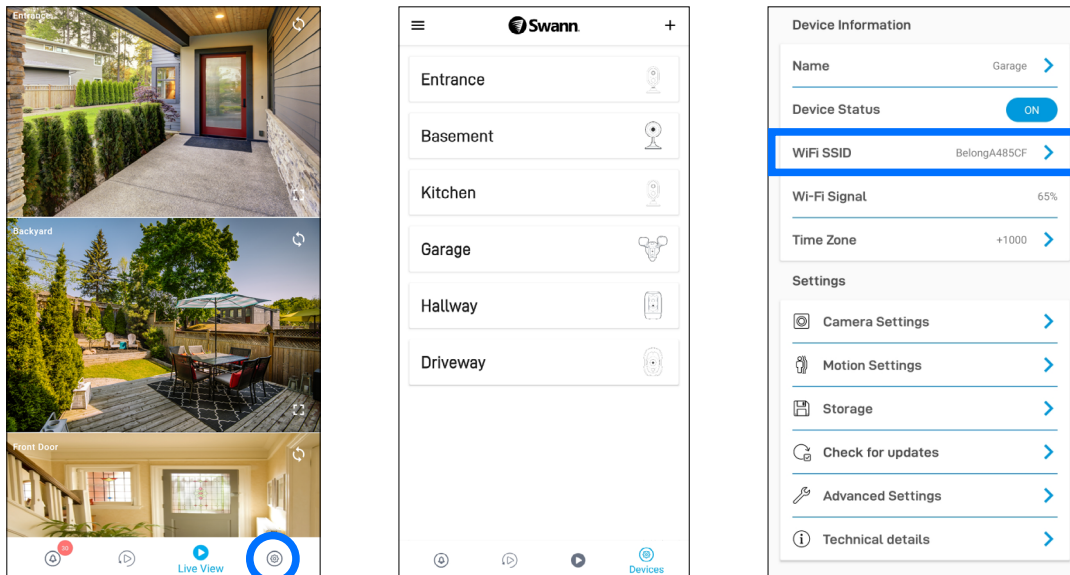 Entrance
Backyard
Front Door
30
Live View
Swann
Entrance
Basement
Kitchen
Garage
Hallway
Driveway
Devices
Device Information
Name Garage
Device Status ON
WiFi SSID BelongA485CF
Wi-Fi Signal 65%
Time Zone +1000
Settings
Camera Settings
Motion Settings
Storage
Check for updates
Advanced Settings
Technical details